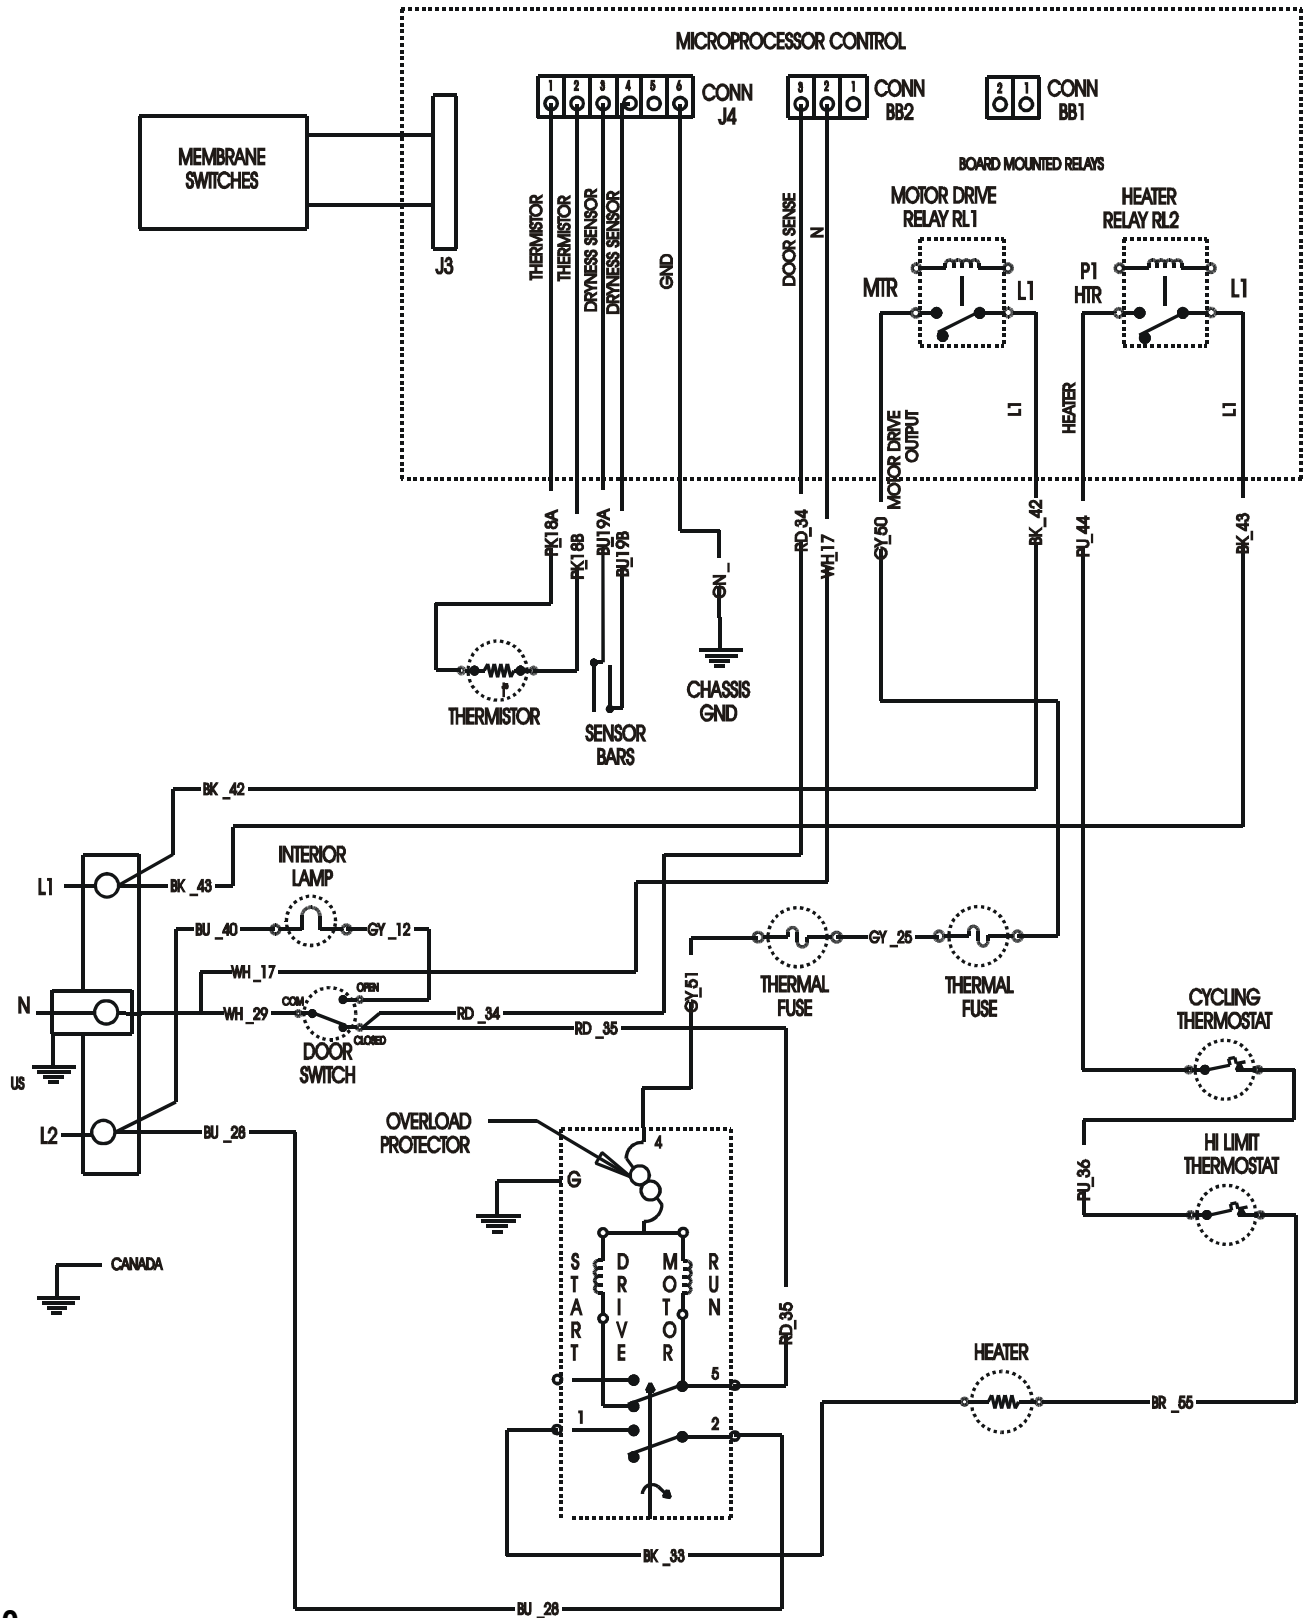 MICROPROCESSOR CONTROL
1 2 3 4 5 6
CONN
J4
3 2 1
CONN
BB2
2 1
CONN
BB1
MEMBRANE
SWITCHES
J3
BOARD MOUNTED RELAYS
MOTOR DRIVE
RELAY RL1
HEATER
RELAY RL2
THERMISTOR
THERMISTOR
DRYNESS SENSOR
DRYNESS SENSOR
GND
DOOR SENSE
N
MTR
L1
P1
HTR
L1
MOTOR DRIVE
OUTPUT
L1
HEATER
L1
PK18A
PK18B
BU19A
BU19B
GN_
RD_34
WH_17
GY_50
BK_42
PU_44
BK_43
THERMISTOR
SENSOR
BARS
CHASSIS
GND
BK_42
L1
BK_43
INTERIOR
LAMP
BU_40
GY_12
WH_17
N
WH_29
COM
OPEN
CLOSED
DOOR
SWITCH
RD_34
RD_35
US
L2
BU_28
GY_51
THERMAL
FUSE
GY_25
THERMAL
FUSE
CYCLING
THERMOSTAT
HI LIMIT
THERMOSTAT
PU_36
OVERLOAD
PROTECTOR
4
G
CANADA
START
DRIVE
MOTOR
RUN
5
1
2
RD_35
HEATER
BR_55
BK_33
BU_28